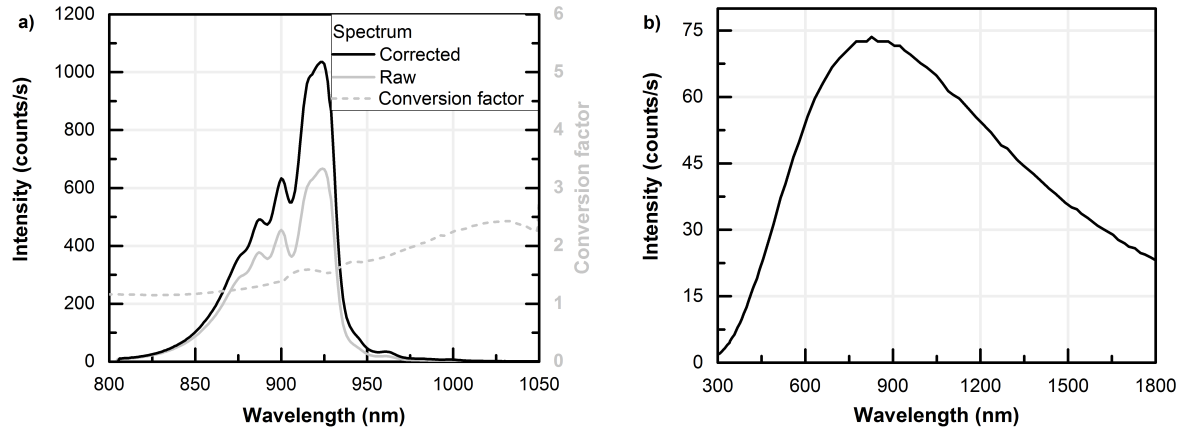 a)
1200
1000
800
600
400
200
0
Intensity (counts/s)
Spectrum
Corrected
Raw
Conversion factor
6
5
4
3
2
1
0
Conversion factor
800 850 900 950 1000 1050
Wavelength (nm)
b)
75
60
45
30
15
0
Intensity (counts/s)
300 600 900 1200 1500 1800
Wavelength (nm)